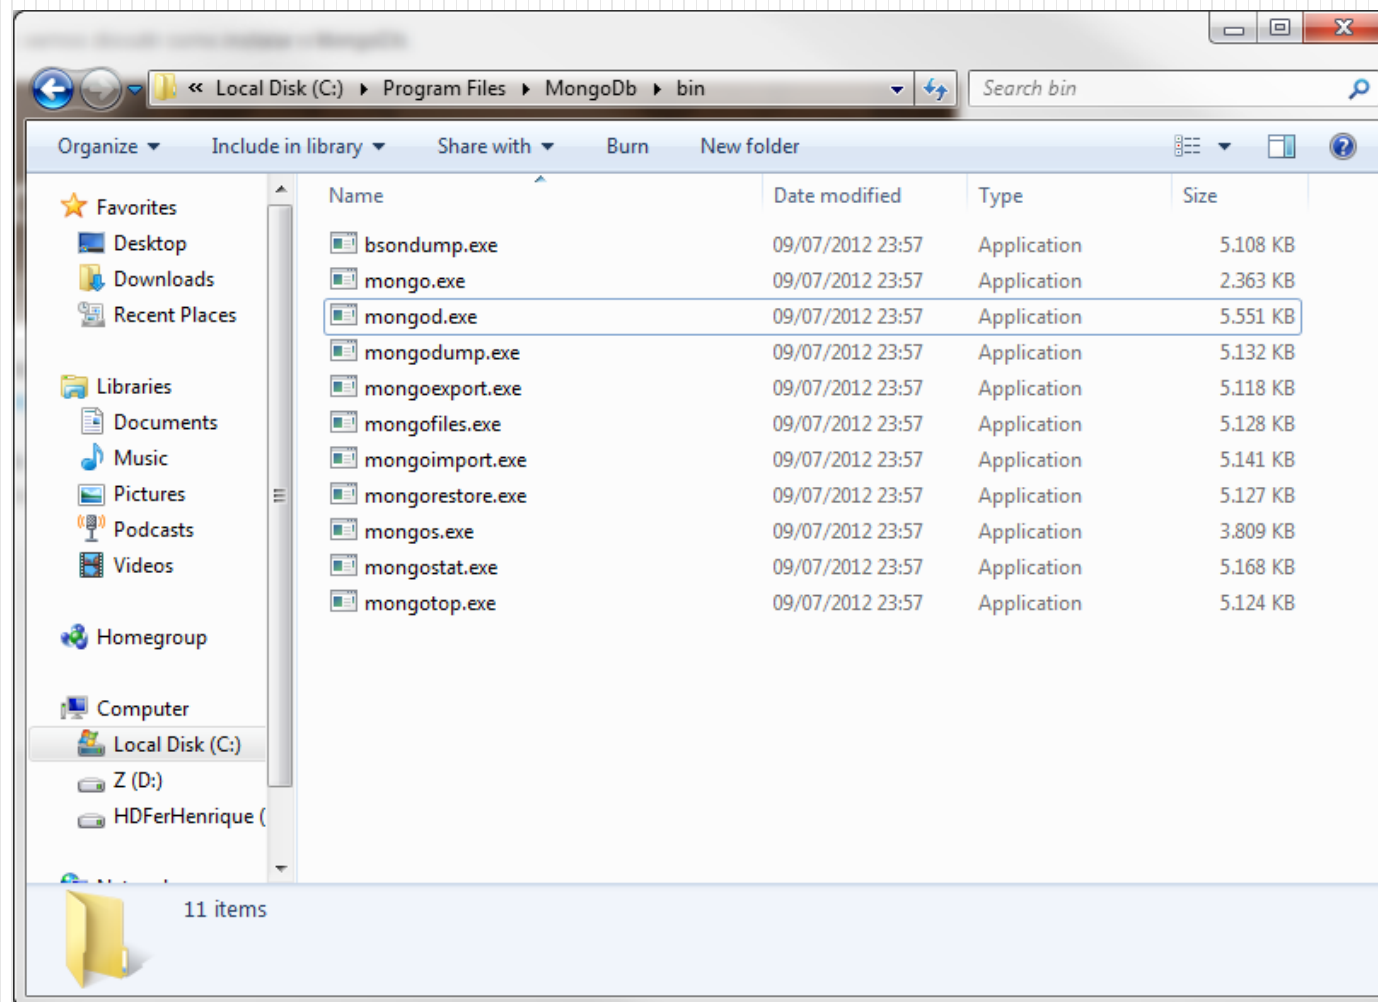 « Local Disk (C:) Program Files MongoDb bin
Search bin
Organize Include in library Share with Burn New folder
Name Date modified Type Size
Favorites
Desktop
Downloads
Recent Places
Libraries
Documents
Music
Pictures
Podcasts
Videos
Homegroup
Computer
Local Disk (C:)
Z (D:)
HDFerHenrique (
bsondump.exe 09/07/2012 23:57 Application 5.108 KB
mongo.exe 09/07/2012 23:57 Application 2.363 KB
mongod.exe 09/07/2012 23:57 Application 5.551 KB
mongodump.exe 09/07/2012 23:57 Application 5.132 KB
mongoexport.exe 09/07/2012 23:57 Application 5.118 KB
mongofiles.exe 09/07/2012 23:57 Application 5.128 KB
mongoimport.exe 09/07/2012 23:57 Application 5.141 KB
mongorestore.exe 09/07/2012 23:57 Application 5.127 KB
mongos.exe 09/07/2012 23:57 Application 3.809 KB
mongostat.exe 09/07/2012 23:57 Application 5.168 KB
mongotop.exe 09/07/2012 23:57 Application 5.124 KB
11 items